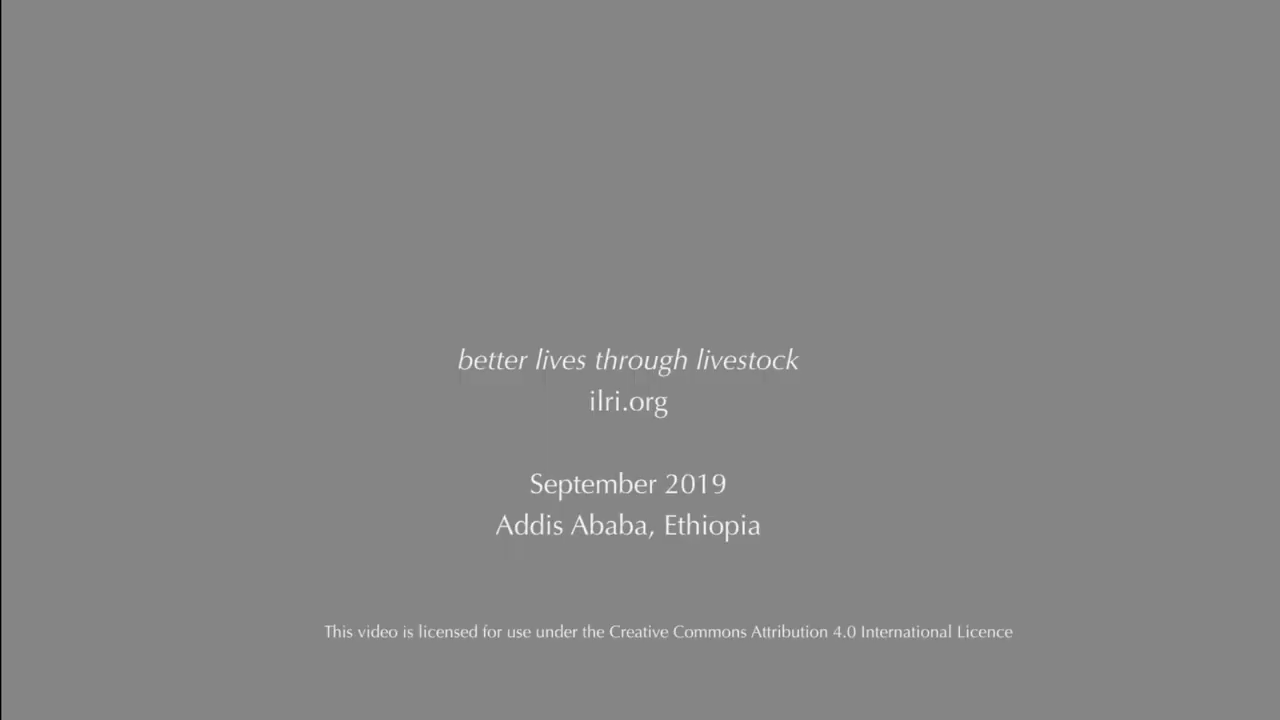 better lives through livestock
ilri.org
September 2019
Addis Ababa, Ethiopia
This video is licensed for use under the Creative Commons Attribution 4.0 International Licence